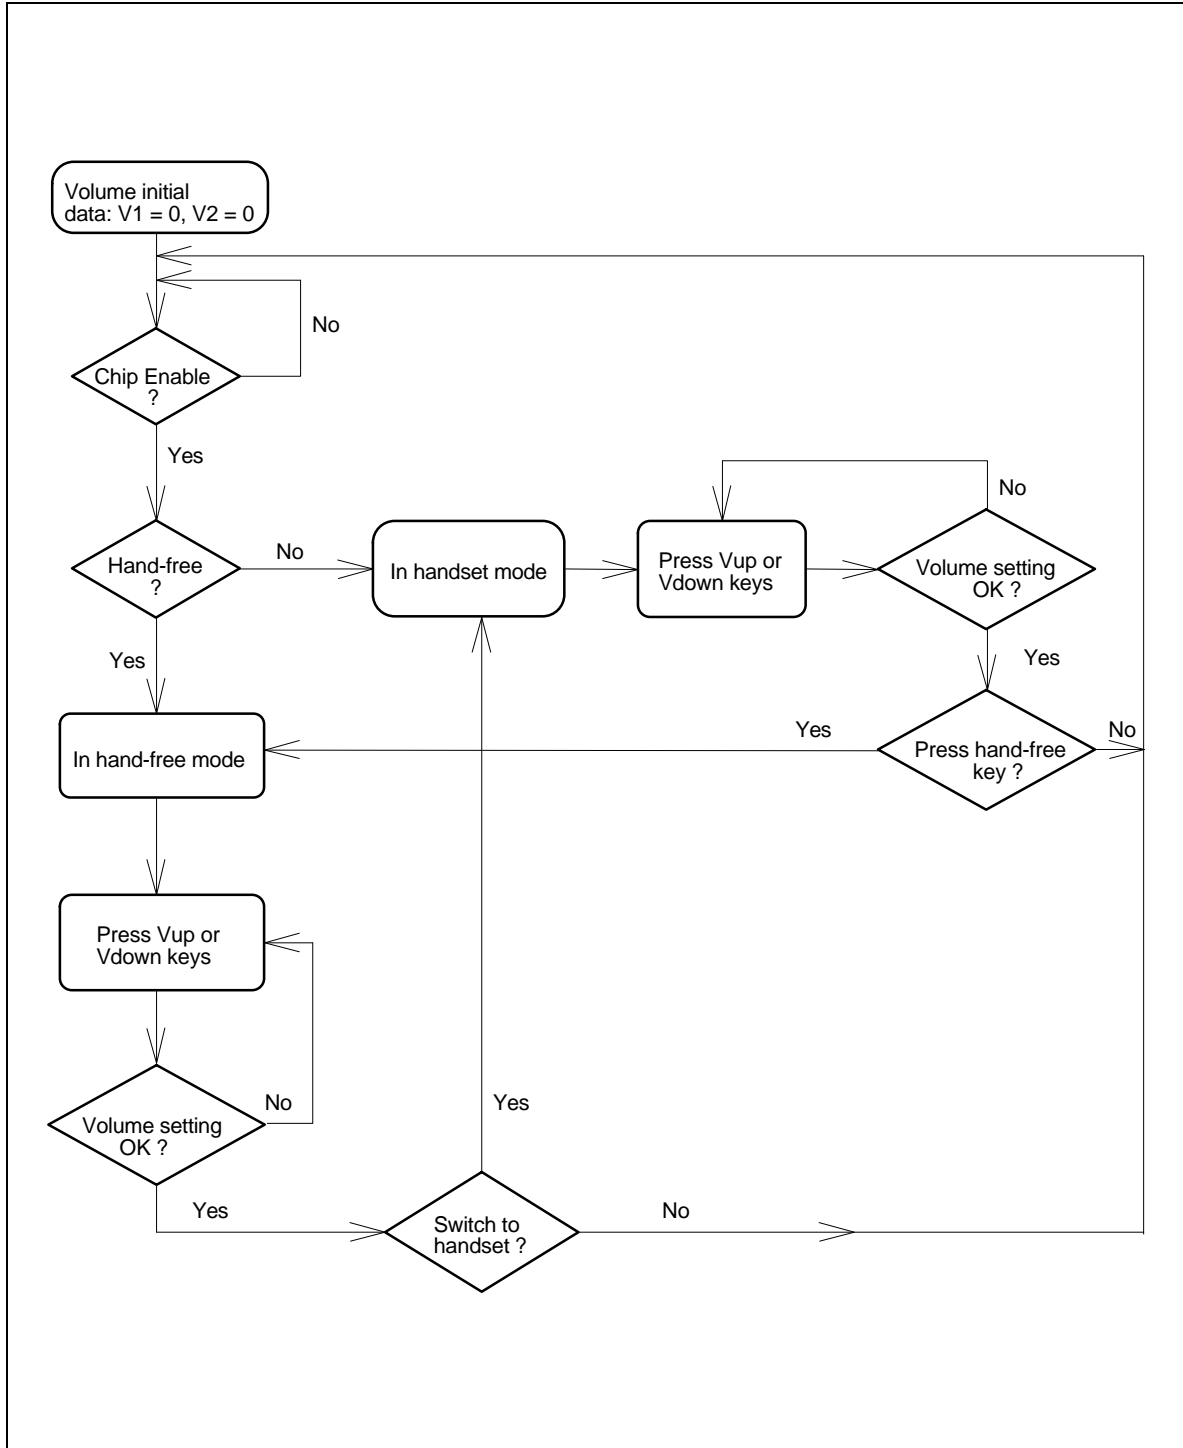 Volume initial
data: V1 = 0, V2 = 0
No
Chip Enable
?
Yes
No
Hand-free
?
No
In handset mode
Press Vup or
Vdown keys
Volume setting
OK ?
Yes
Yes
In hand-free mode
Yes
Press hand-free
key ?
No
Press Vup or
Vdown keys
No
Volume setting
OK ?
Yes
Yes
Switch to
handset ?
No